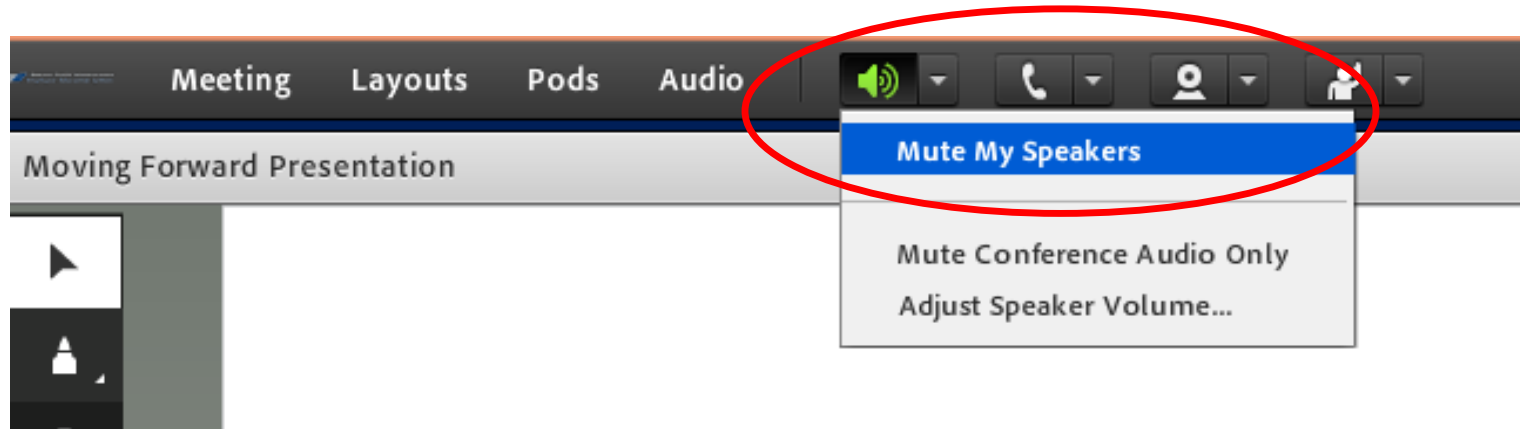 Meeting Layouts Pods Audio
Mute My Speakers
Moving Forward Presentation
Mute Conference Audio Only
Adjust Speaker Volume...